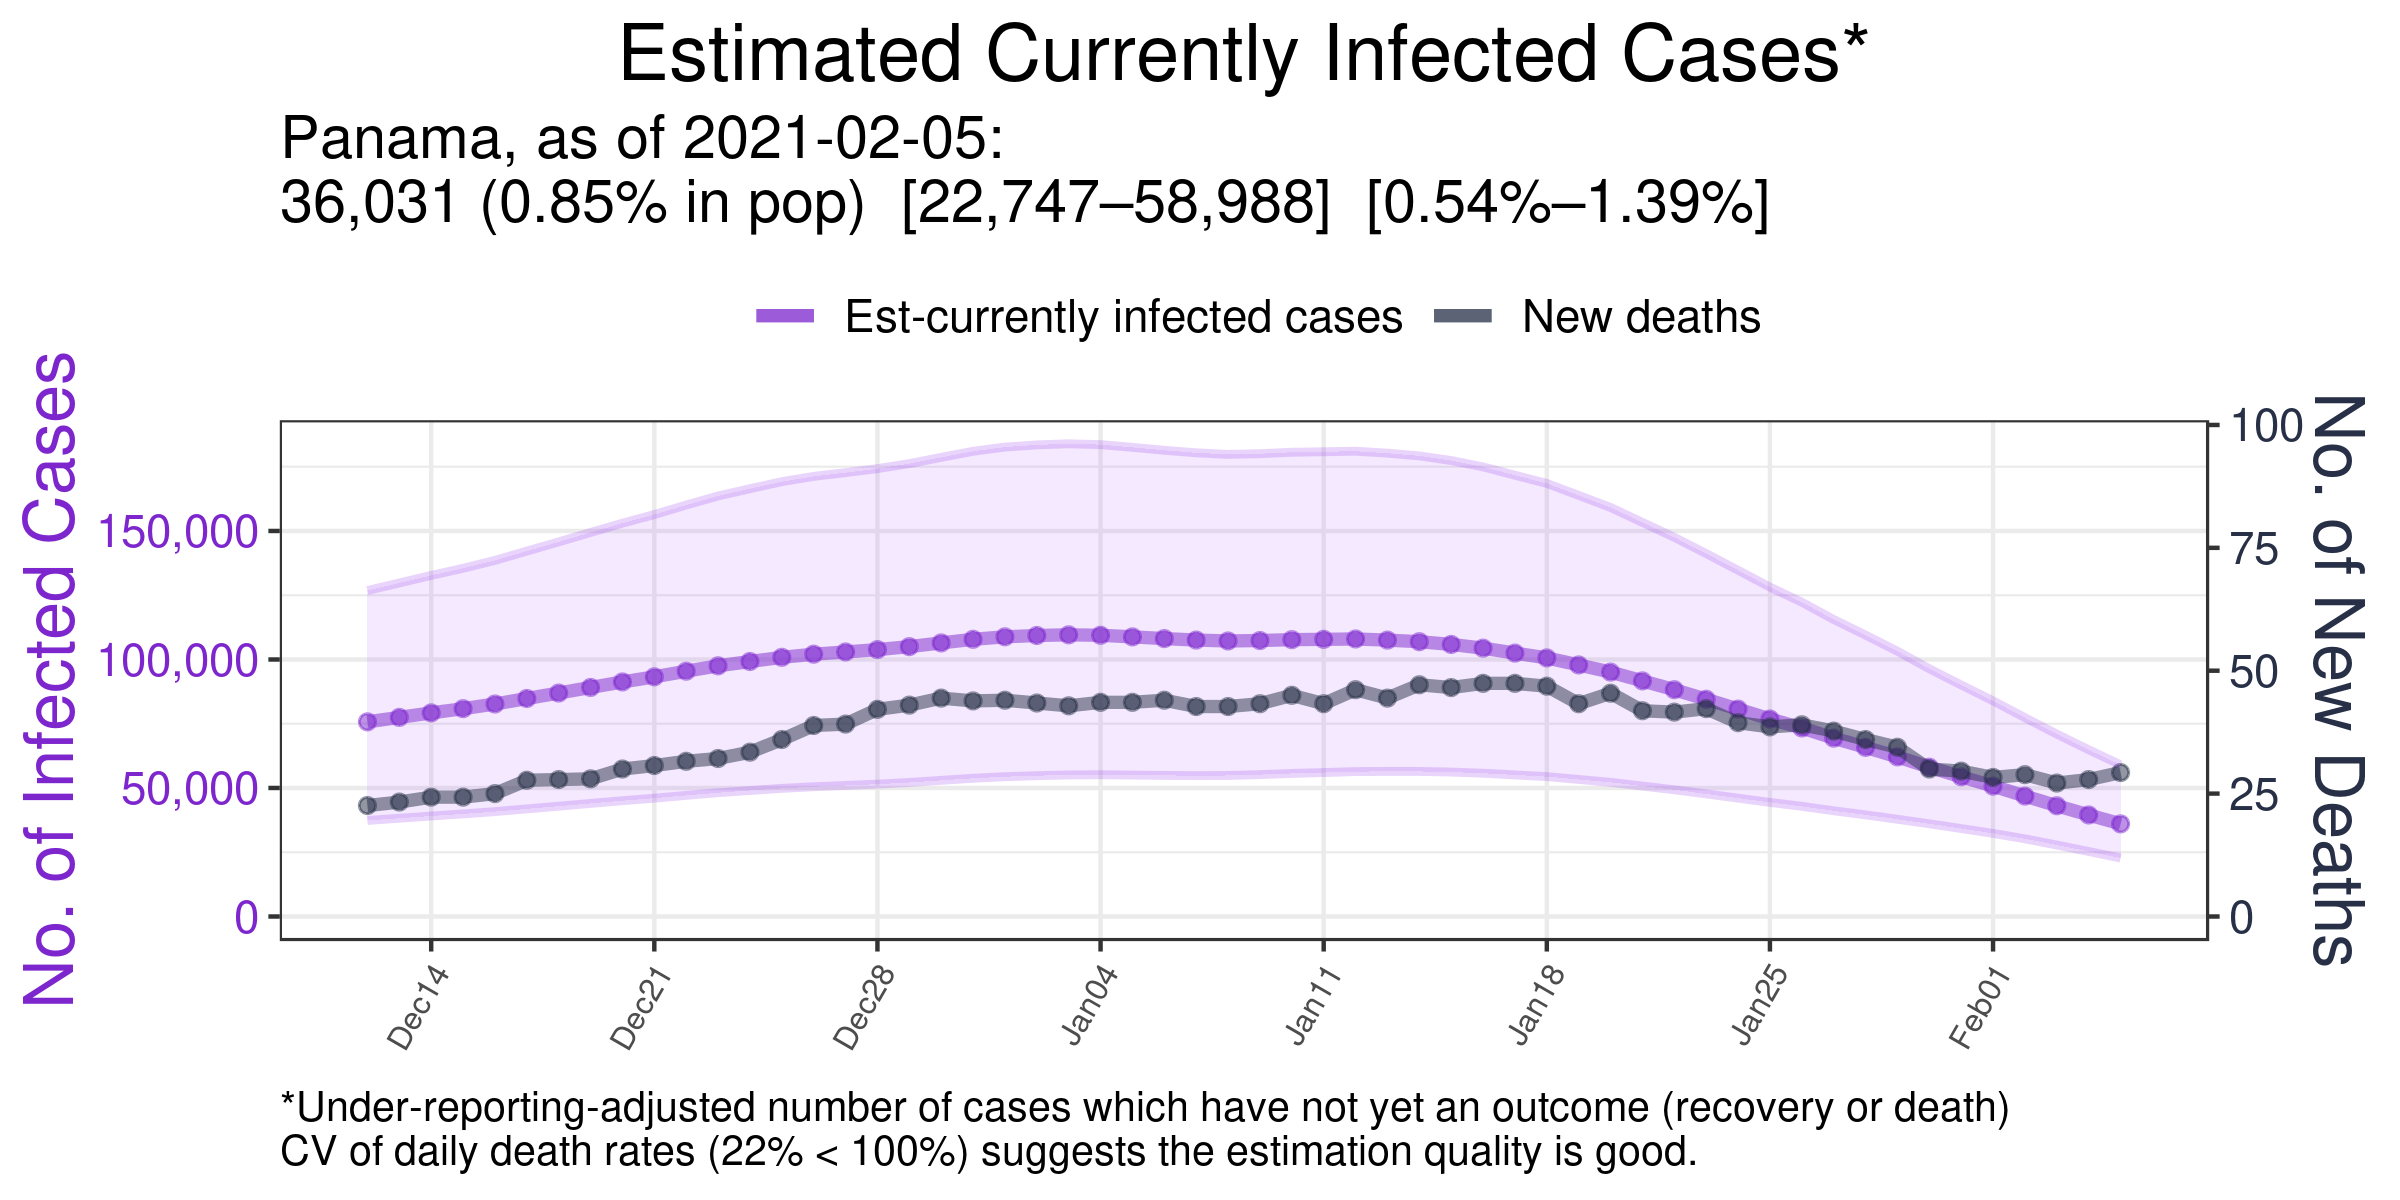 Estimated Currently Infected Cases*
Panama, as of 2021-02-05:
36,031 (0.85% in pop)  [22,747–58,988]  [0.54%–1.39%]
Est-currently infected cases
New deaths
No. of Infected Cases
150,000
100,000
50,000
0
100
75
50
25
0
No. of New Deaths
Dec14
Dec21
Dec28
Jan04
Jan11
Jan18
Jan25
Feb01
*Under-reporting-adjusted number of cases which have not yet an outcome (recovery or death)
CV of daily death rates (22% < 100%) suggests the estimation quality is good.